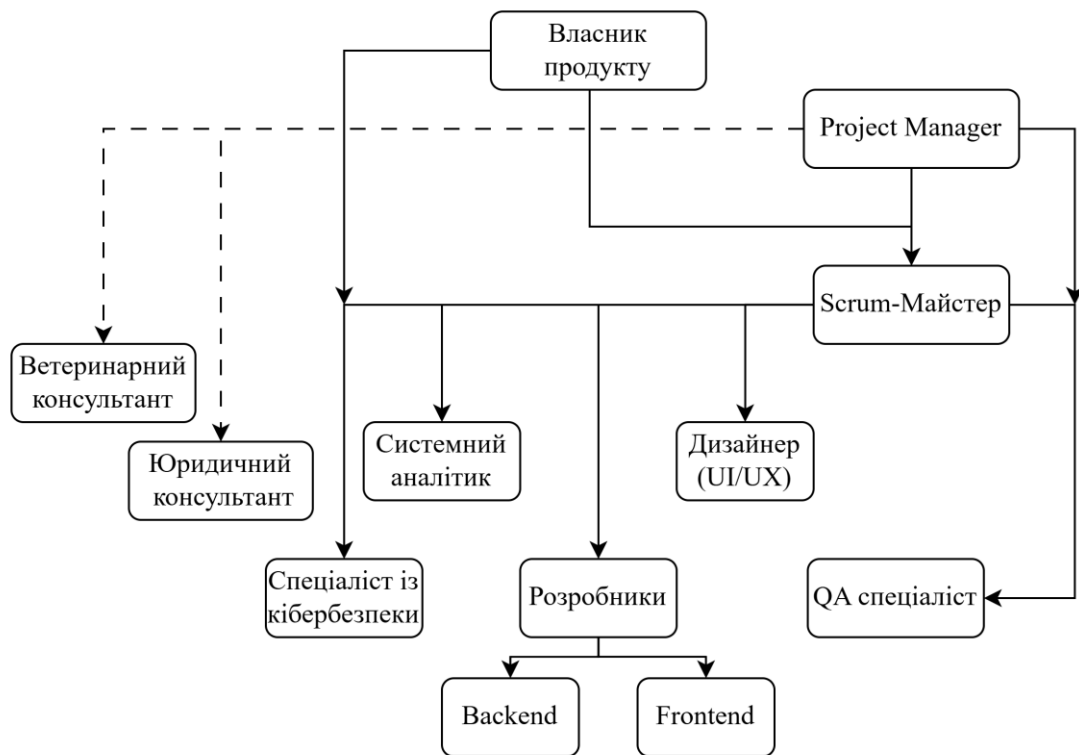 Власник
продукту
Project Manager
Scrum-Майстер
Ветеринарний
консультант
Юридичний
консультант
Системний
аналітик
Дизайнер
(UI/UX)
Спеціаліст із
кібербезпеки
Розробники
QA спеціаліст
Backend
Frontend